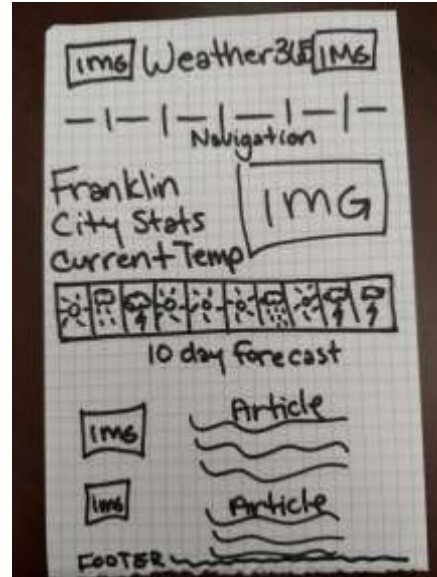 IMG Weather365 IMG
Navigation
Franklin
City Stats
Current Temp
IMG
10 day forecast
Article
IMG
Article
IMG
FOOTER